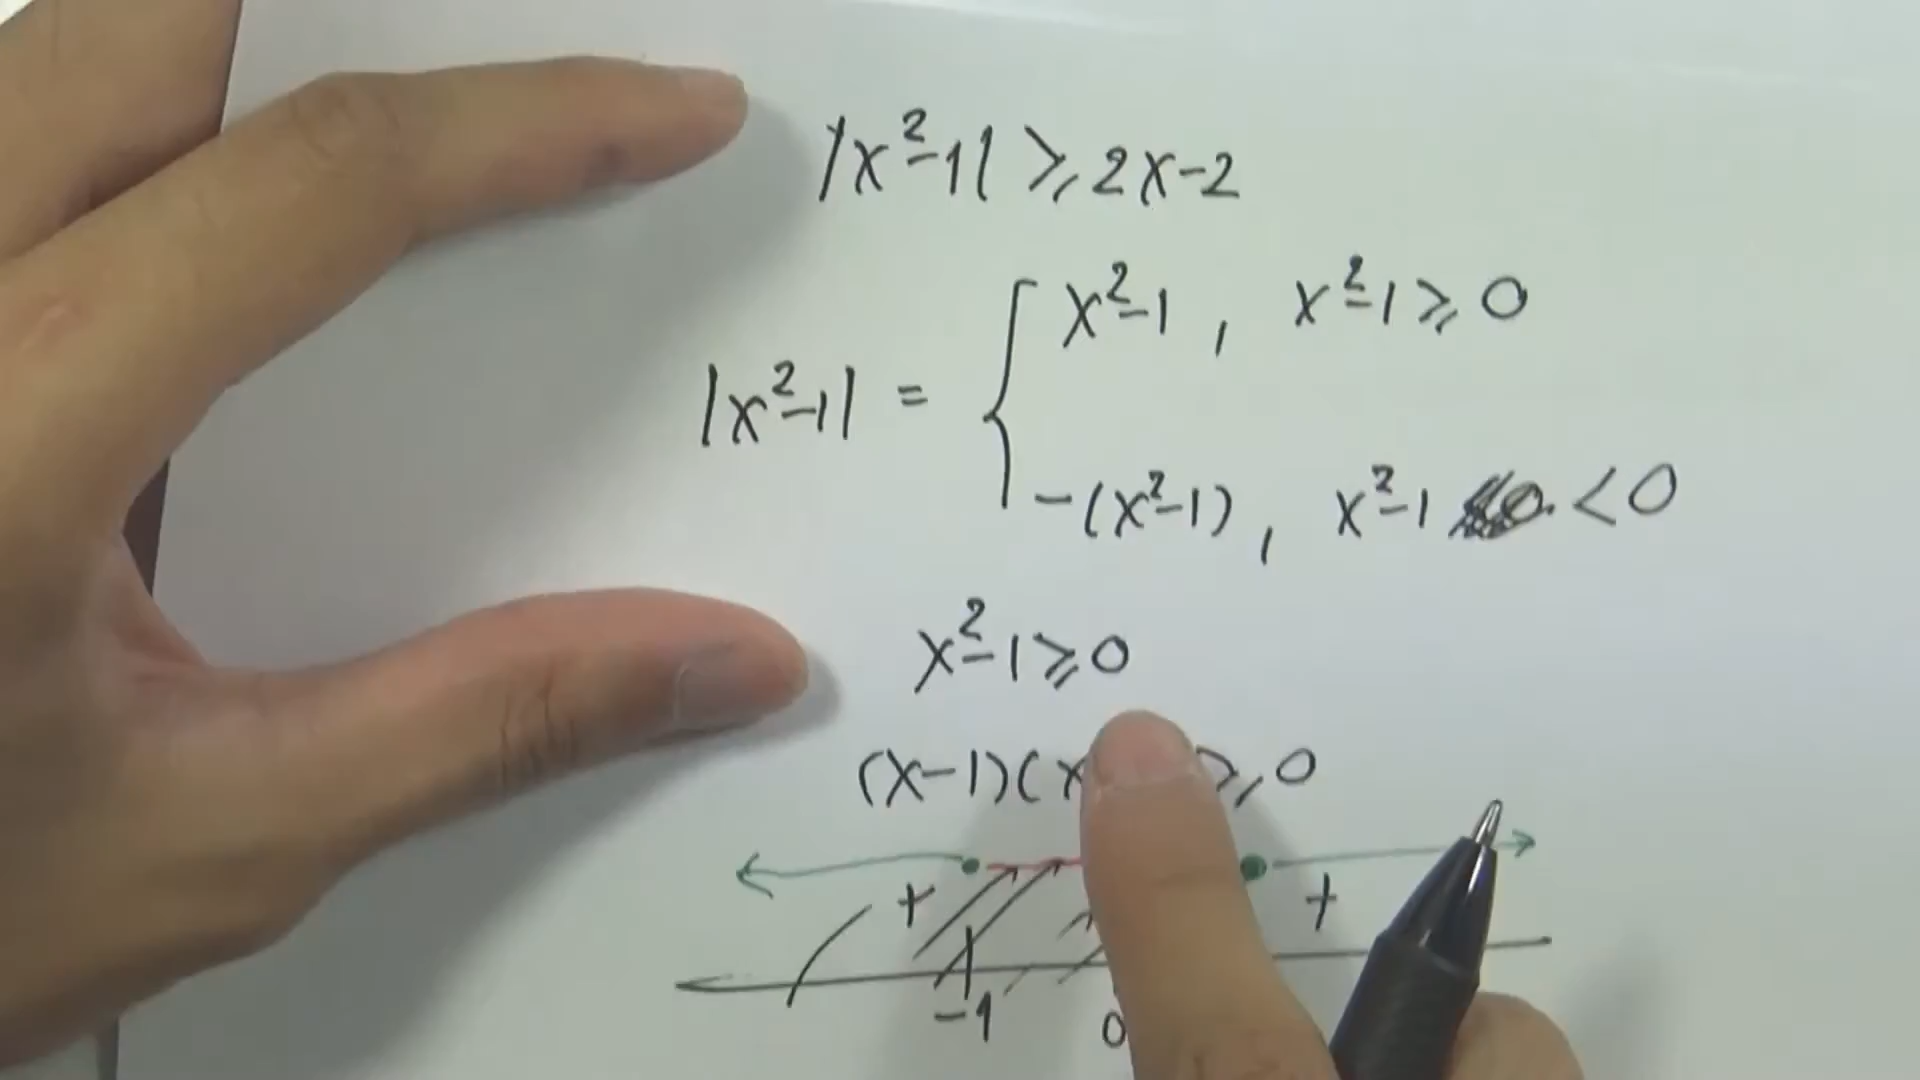 |x²-1| ≥ 2x-2
x²-1 , x²-1 ≥ 0
|x²-1| = {
-(x²-1) , x²-1 < 0
x²-1 ≥ 0
(x-1)(x ≥ 0
+ +
-1 0